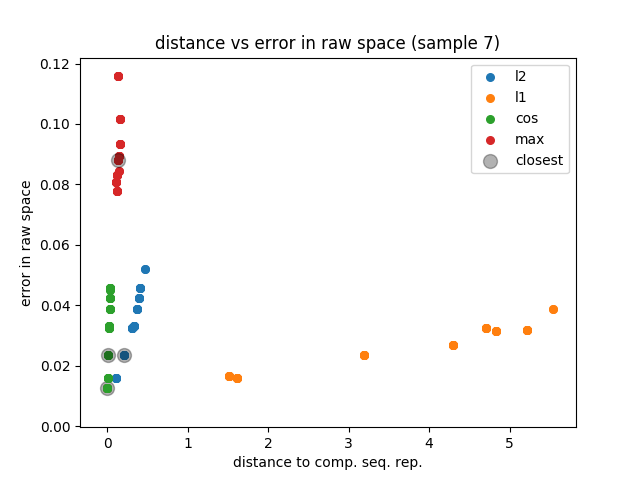 distance vs error in raw space (sample 7)
0.12
0.10
0.08
0.06
0.04
0.02
0.00
error in raw space
l2
l1
cos
max
closest
0 1 2 3 4 5
distance to comp. seq. rep.